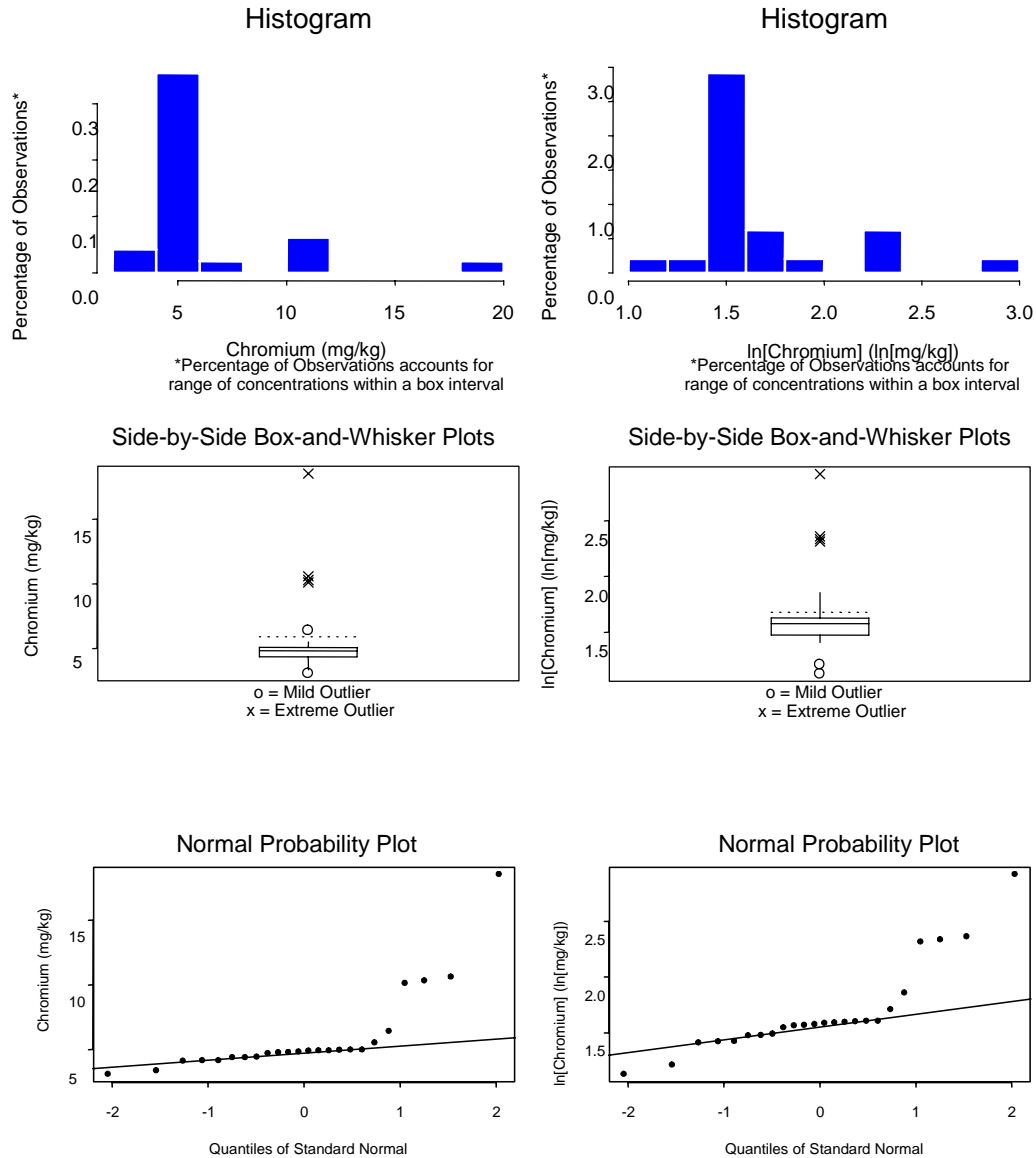 Histogram
Percentage of Observations*
0.3
0.2
0.1
0.0
5 10 15 20
Chromium (mg/kg)
*Percentage of Observations accounts for
range of concentrations within a box interval
Histogram
Percentage of Observations*
3.0
2.0
1.0
0.0
1.0 1.5 2.0 2.5 3.0
ln[Chromium] (ln[mg/kg])
*Percentage of Observations accounts for
range of concentrations within a box interval
Side-by-Side Box-and-Whisker Plots
Chromium (mg/kg)
15
10
5
o = Mild Outlier
x = Extreme Outlier
Side-by-Side Box-and-Whisker Plots
ln[Chromium] (ln[mg/kg])
2.5
2.0
1.5
o = Mild Outlier
x = Extreme Outlier
Normal Probability Plot
Chromium (mg/kg)
15
10
5
-2 -1 0 1 2
Quantiles of Standard Normal
Normal Probability Plot
ln[Chromium] (ln[mg/kg])
2.5
2.0
1.5
-2 -1 0 1 2
Quantiles of Standard Normal